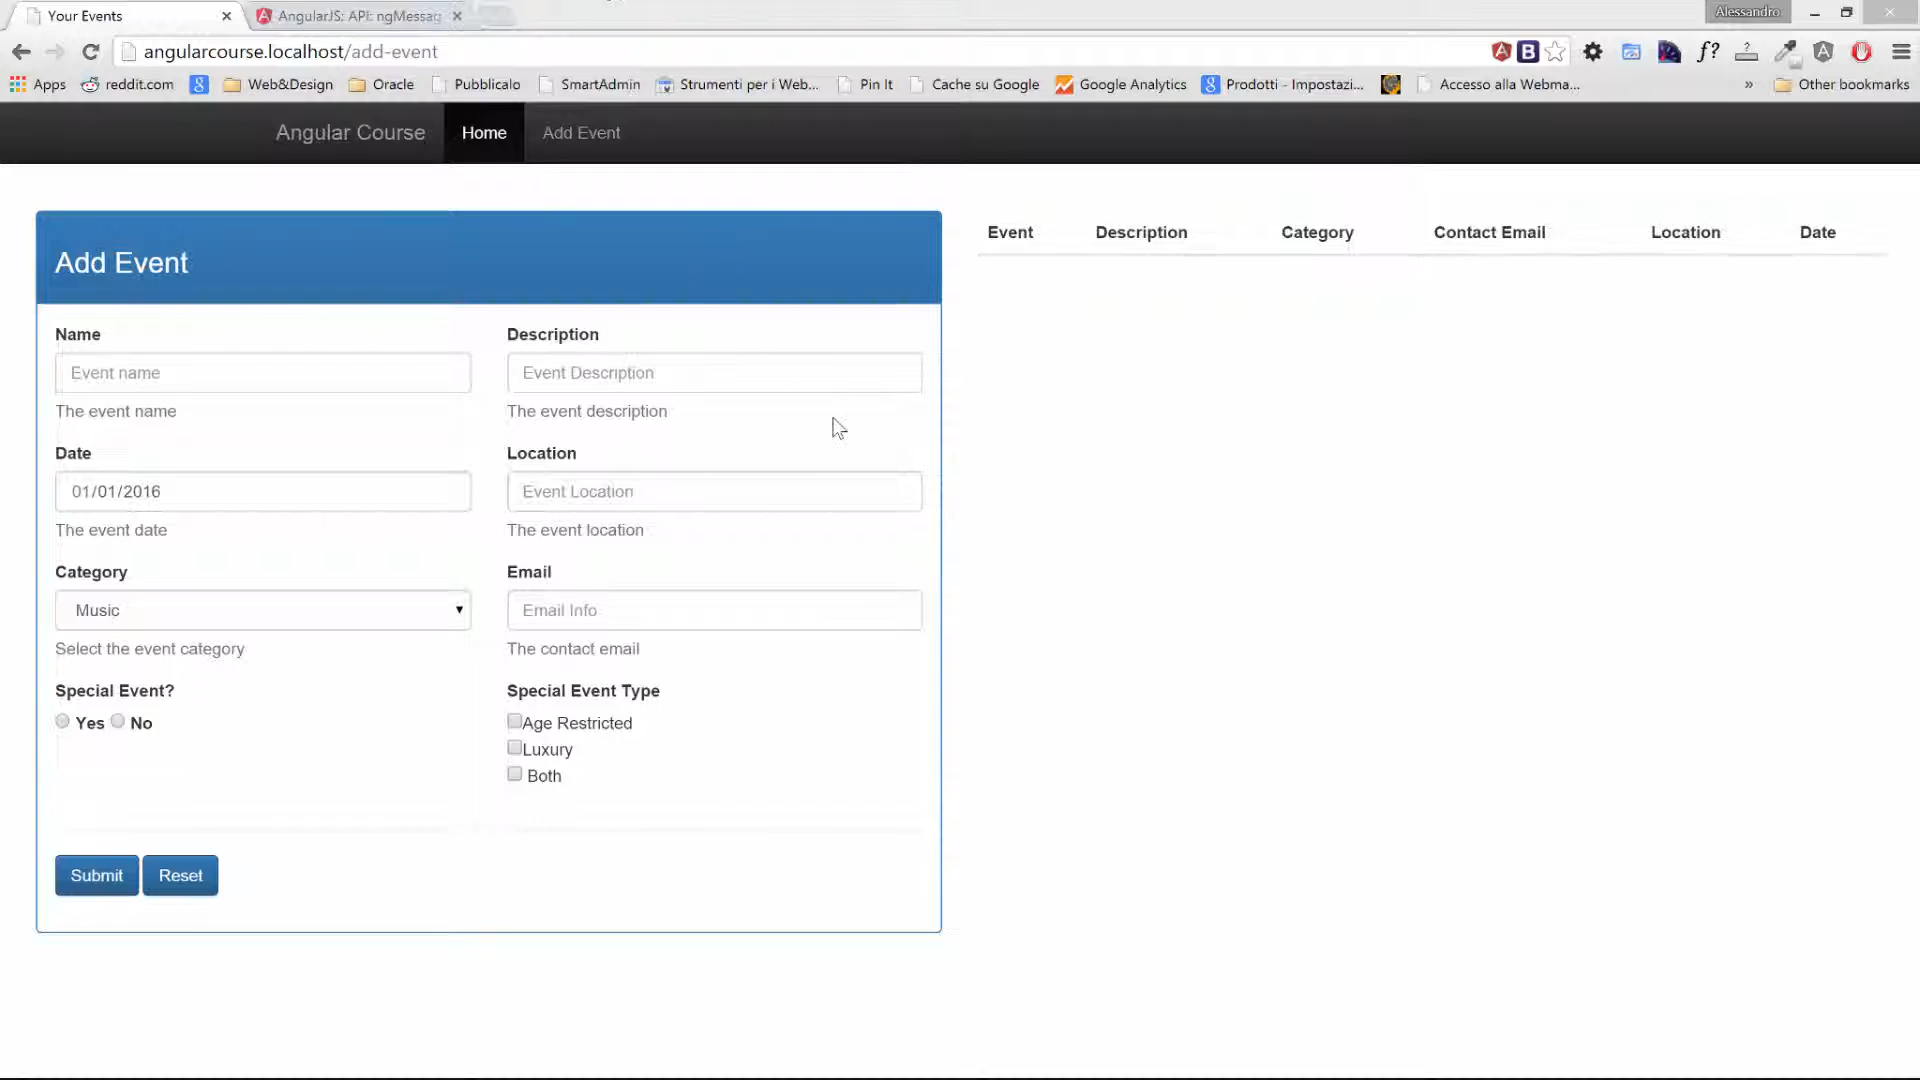 Your Events
AngularJS: API: ngMessag
Alessandro
angularcourse.localhost/add-event
Apps reddit.com Web&Design Oracle Pubblicalo SmartAdmin Strumenti per i Web... Pin It Cache su Google Google Analytics Prodotti - Impostazi... Accesso alla Webma... » Other bookmarks
Angular Course Home Add Event
Add Event
Event Description Category Contact Email Location Date
Name Description
Event name Event Description
The event name The event description
Date Location
01/01/2016 Event Location
The event date The event location
Category Email
Music Email Info
Select the event category The contact email
Special Event? Special Event Type
Yes No Age Restricted
Luxury
Both
Submit Reset